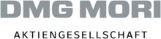 DMG MORI
AKTIENGESELLSCHAFT